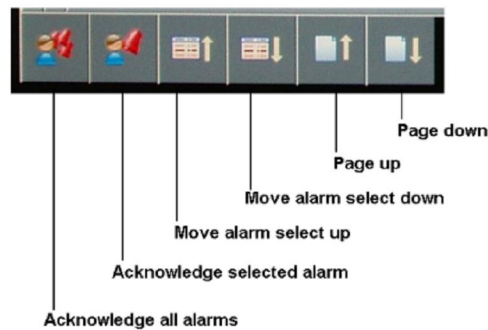 Page down
Page up
Move alarm select down
Move alarm select up
Acknowledge selected alarm
Acknowledge all alarms